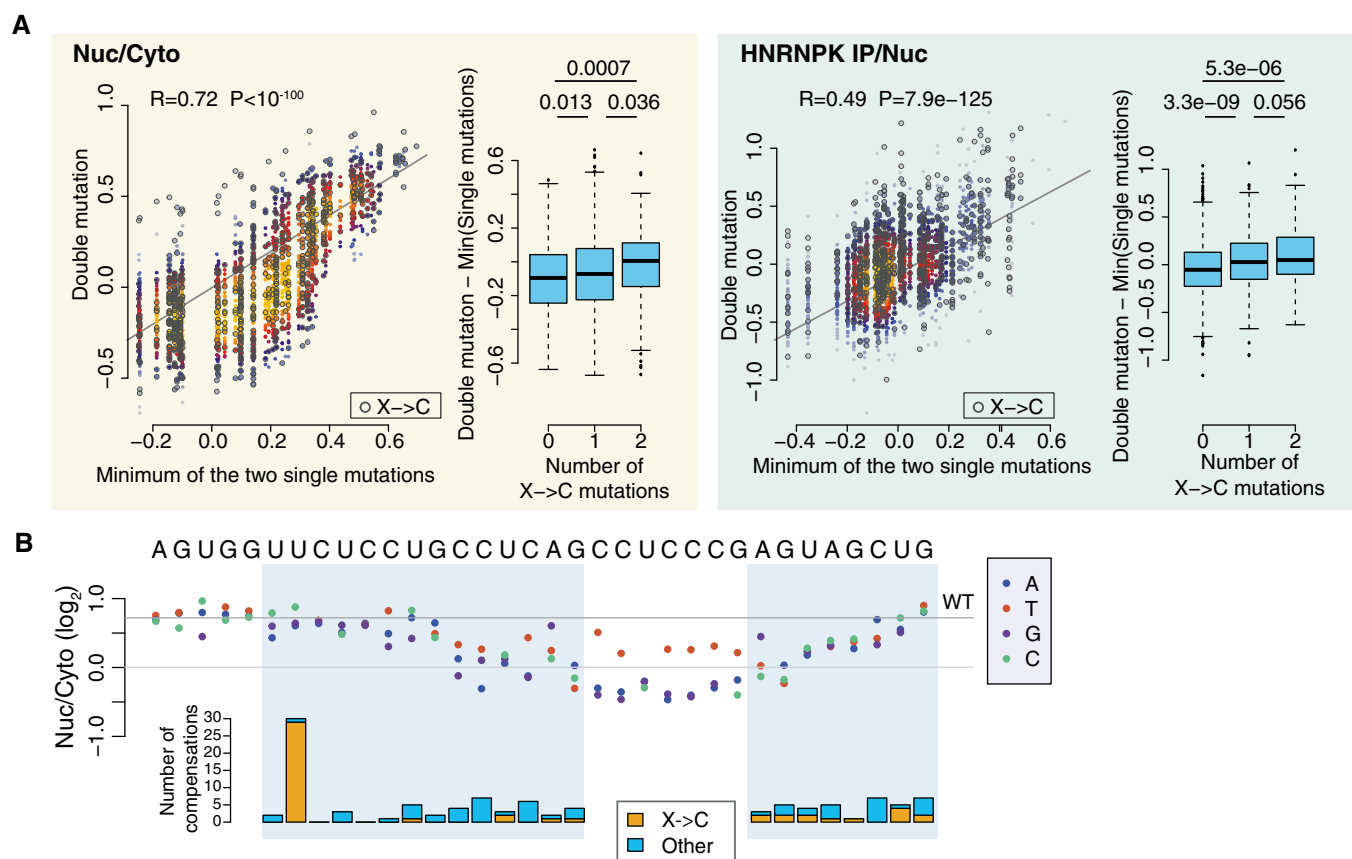 A
Nuc/Cyto
R=0.72 P<10-100
Double mutation
1.0
0.5
0.0
−0.5
X−>C
−0.2 0.0 0.2 0.4 0.6
Minimum of the two single mutations
Double mutaton − Min(Single mutations)
0.0007
0.013 0.036
0.6
0.2
−0.2
−0.6
0 1 2
Number of
X−>C mutations
HNRNPK IP/Nuc
R=0.49 P=7.9e−125
Double mutation
1.0
0.5
0.0
−0.5
−1.0
X−>C
−0.4 −0.2 0.0 0.2 0.4 0.6
Minimum of the two single mutations
Double mutaton − Min(Single mutations)
5.3e−06
3.3e−09 0.056
1.0
0.5
0.0
−0.5
−1.0
0 1 2
Number of
X−>C mutations
B
A G U G G U U C U C C U G C C U C A G C C U C C C G A G U A G C U G
Nuc/Cyto (log2)
1.0
0.0
−1.0
WT
A
T
G
C
Number of
compensations
30
25
20
15
10
5
0
X−>C
Other